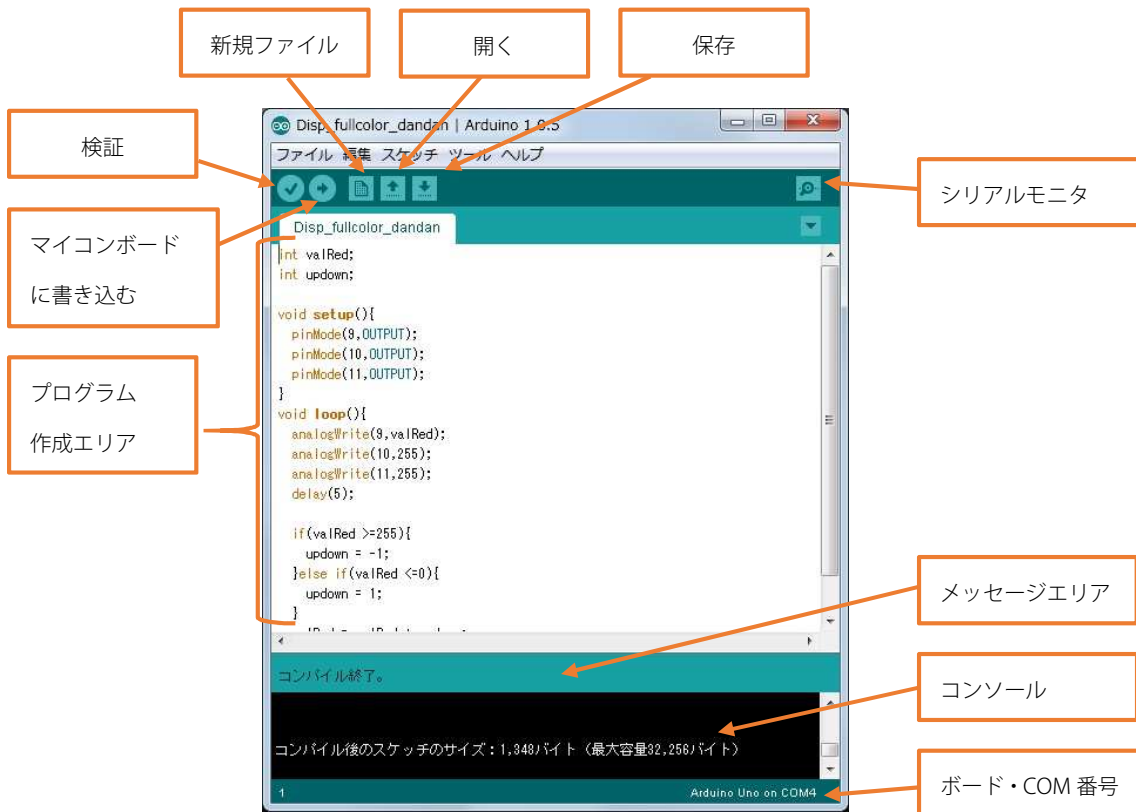 新規ファイル
開く
保存
検証
マイコンボード
に書き込む
プログラム
作成エリア
シリアルモニタ
メッセージエリア
コンソール
ボード・COM 番号
Disp_fullcolor_dandan | Arduino 1.0.5
ファイル 編集 スケッチ ツール ヘルプ
Disp_fullcolor_dandan
int valRed;
int updown;
void setup(){
pinMode(9,OUTPUT);
pinMode(10,OUTPUT);
pinMode(11,OUTPUT);
}
void loop(){
analogWrite(9,valRed);
analogWrite(10,255);
analogWrite(11,255);
delay(5);
if(valRed >=255){
updown = -1;
}else if(valRed <=0){
updown = 1;
}
コンパイル終了。
コンパイル後のスケッチのサイズ：1,348バイト（最大容量32,256バイト）
1
Arduino Uno on COM4